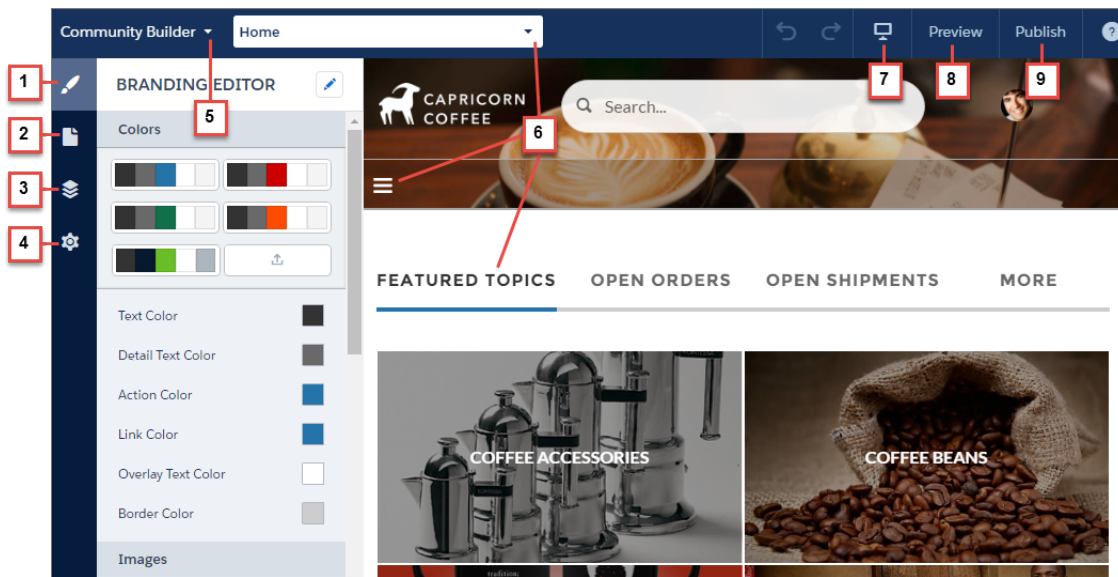 Community Builder
Home
Preview
Publish
?
1
2
3
4
5
6
7
8
9
BRANDING EDITOR
Colors
CAPRICORN
COFFEE
Search...
FEATURED TOPICS
OPEN ORDERS
OPEN SHIPMENTS
MORE
Text Color
Detail Text Color
Action Color
Link Color
Overlay Text Color
Border Color
Images
COFFEE ACCESSORIES
COFFEE BEANS